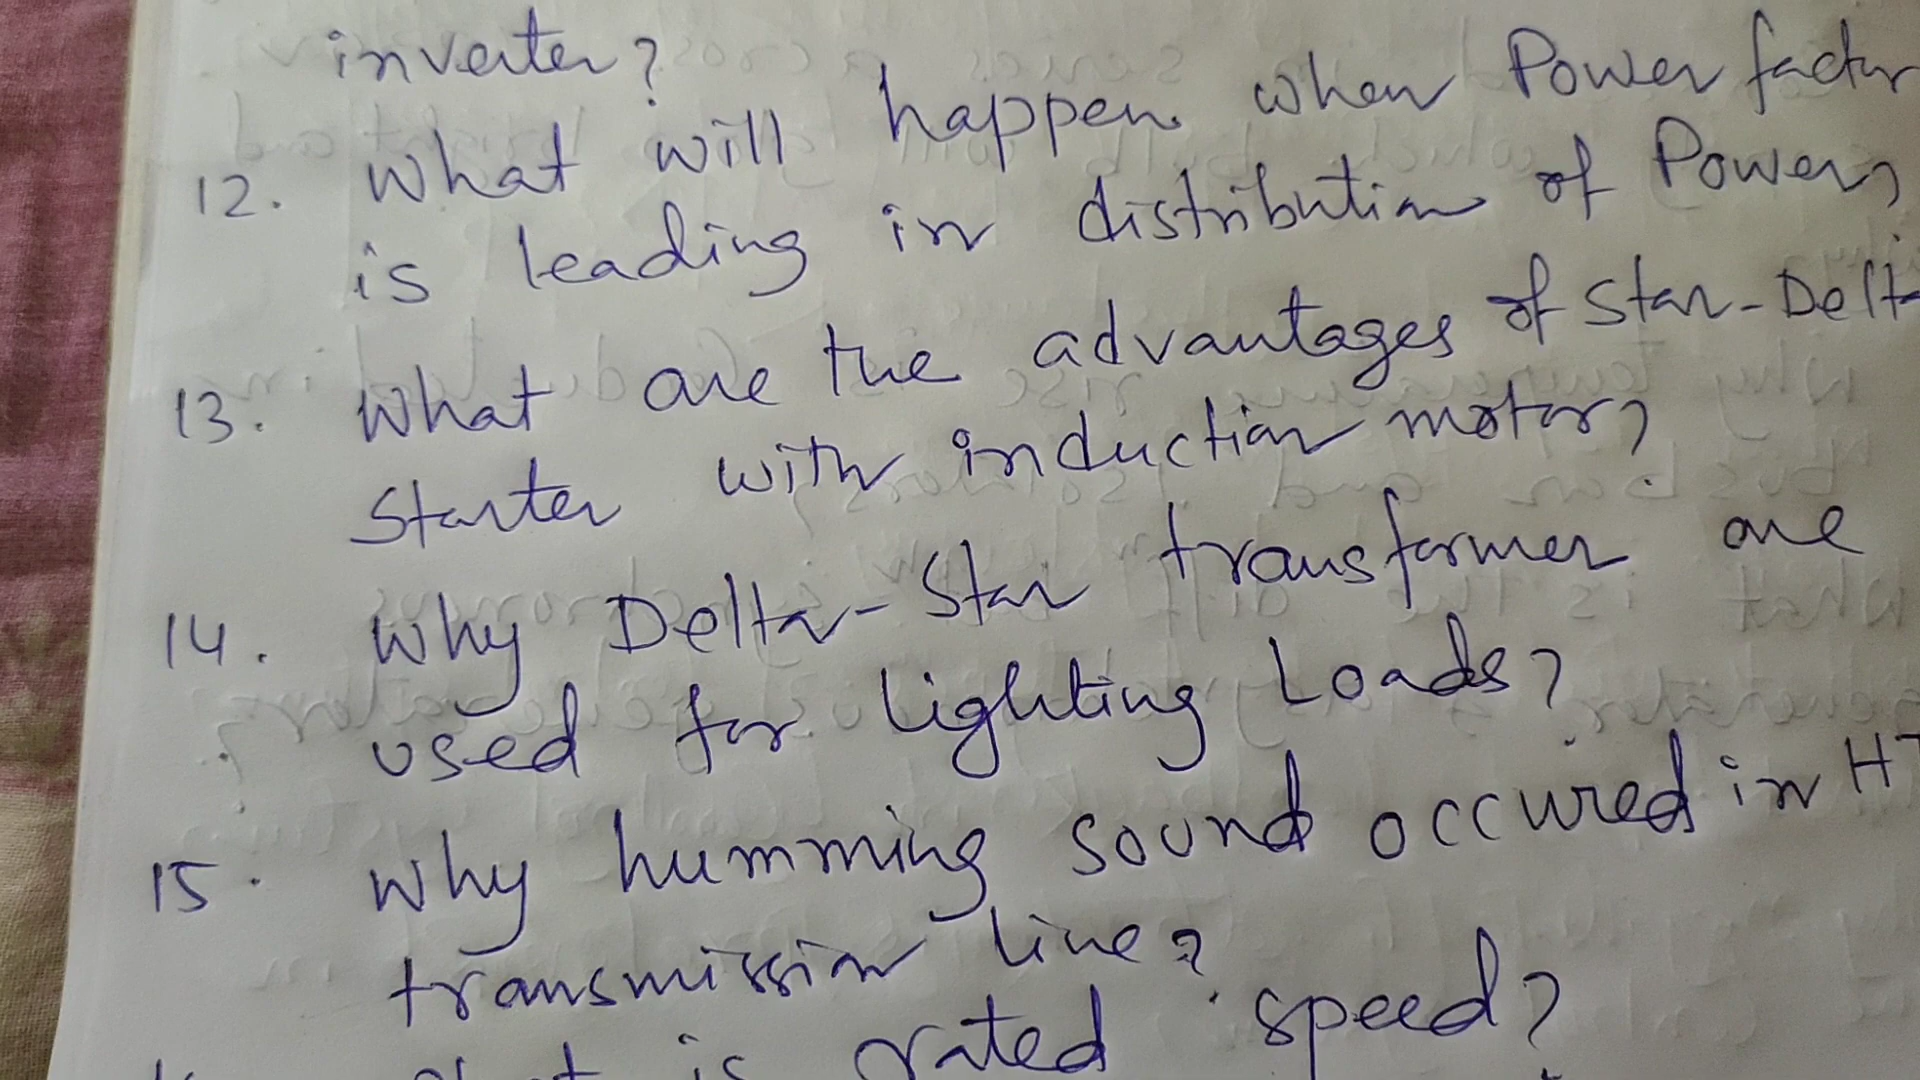 inverter?
12. What will happen when Power factor
is leading in distribution of Power?
13. What are the advantages of Star-Delta
Starter with induction motor?
14. Why Delta-Star transformer are
used for Lighting Loads?
15. Why humming sound occured in HT
transmission line?
is rated speed?